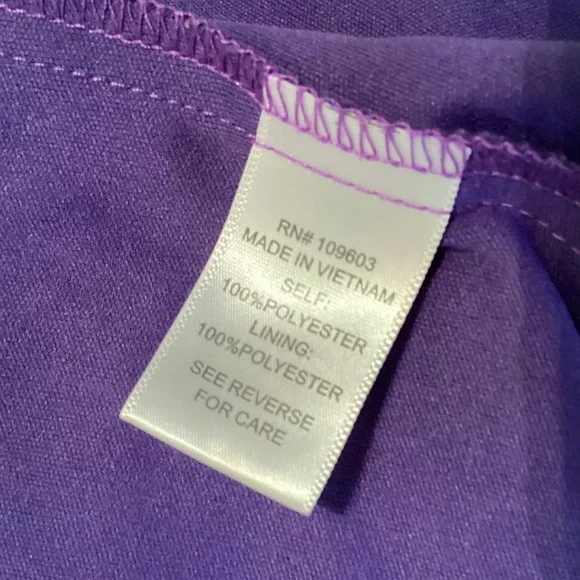 RN# 109603
MADE IN VIETNAM
SELF:
100%POLYESTER
LINING:
100%POLYESTER
SEE REVERSE
FOR CARE